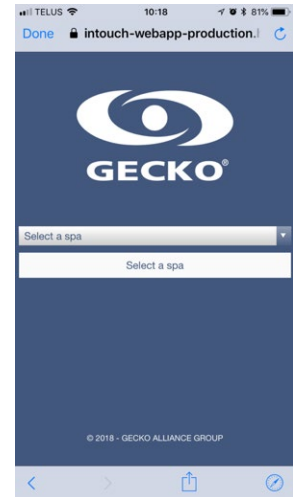 TELUS 10:18 81%
Done intouch-webapp-production.
GECKO®
Select a spa
Select a spa
© 2018 - GECKO ALLIANCE GROUP